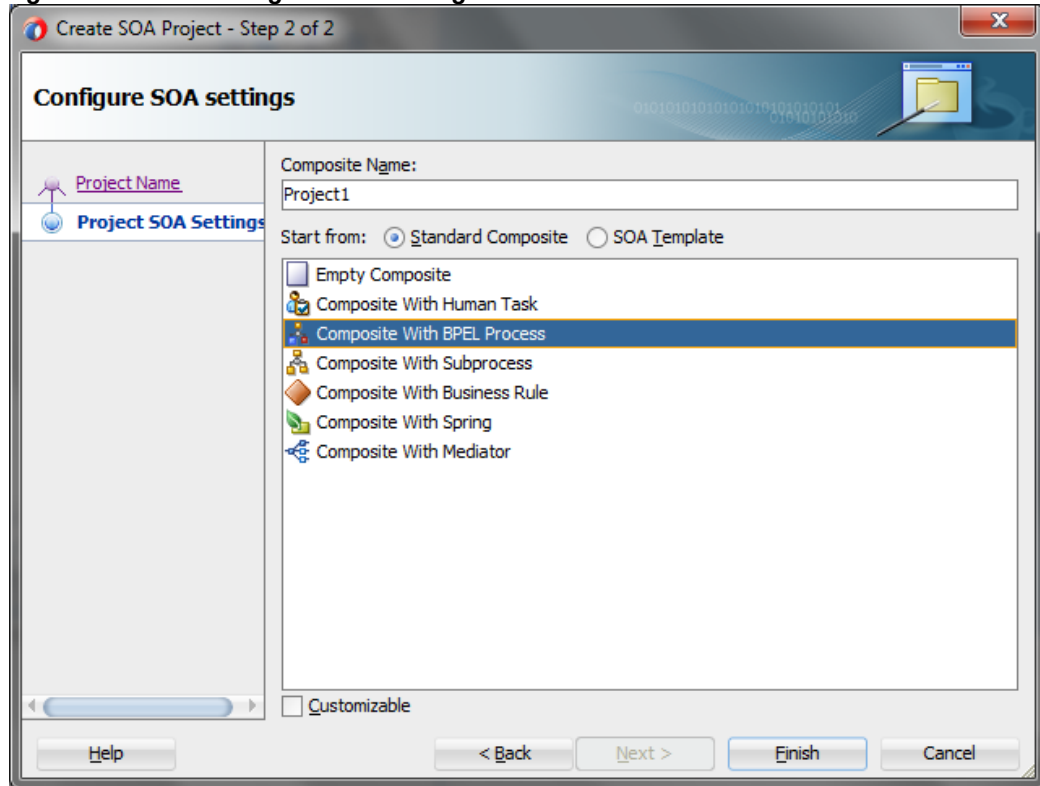 Create SOA Project - Step 2 of 2
Configure SOA settings
Project Name
Project SOA Settings
Composite Name:
Project1
Start from: Standard Composite SOA Template
Empty Composite
Composite With Human Task
Composite With BPEL Process
Composite With Subprocess
Composite With Business Rule
Composite With Spring
Composite With Mediator
Customizable
Help < Back Next > Finish Cancel